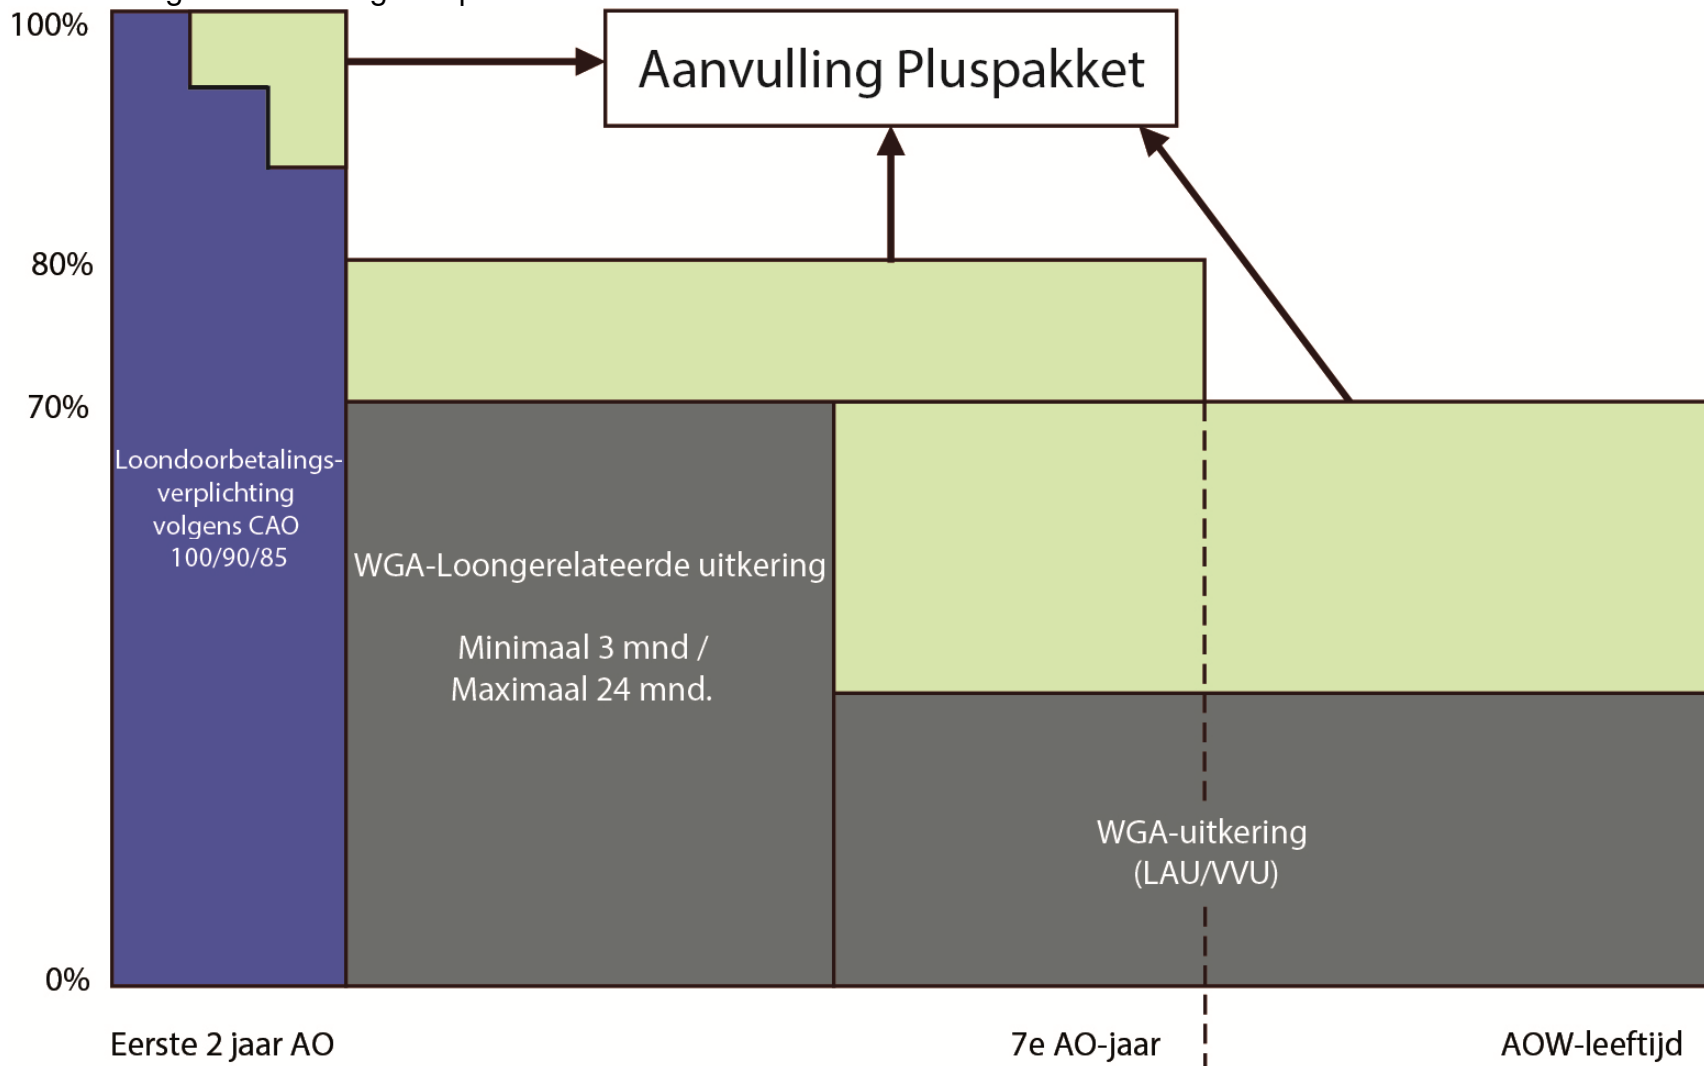 100%
Aanvulling Pluspakket
80%
70%
Loondoorbetalings-
verplichting
volgens CAO
100/90/85
WGA-Loongerelateerde uitkering
Minimaal 3 mnd /
Maximaal 24 mnd.
WGA-uitkering
(LAU/VVU)
0%
Eerste 2 jaar AO
7e AO-jaar
AOW-leeftijd